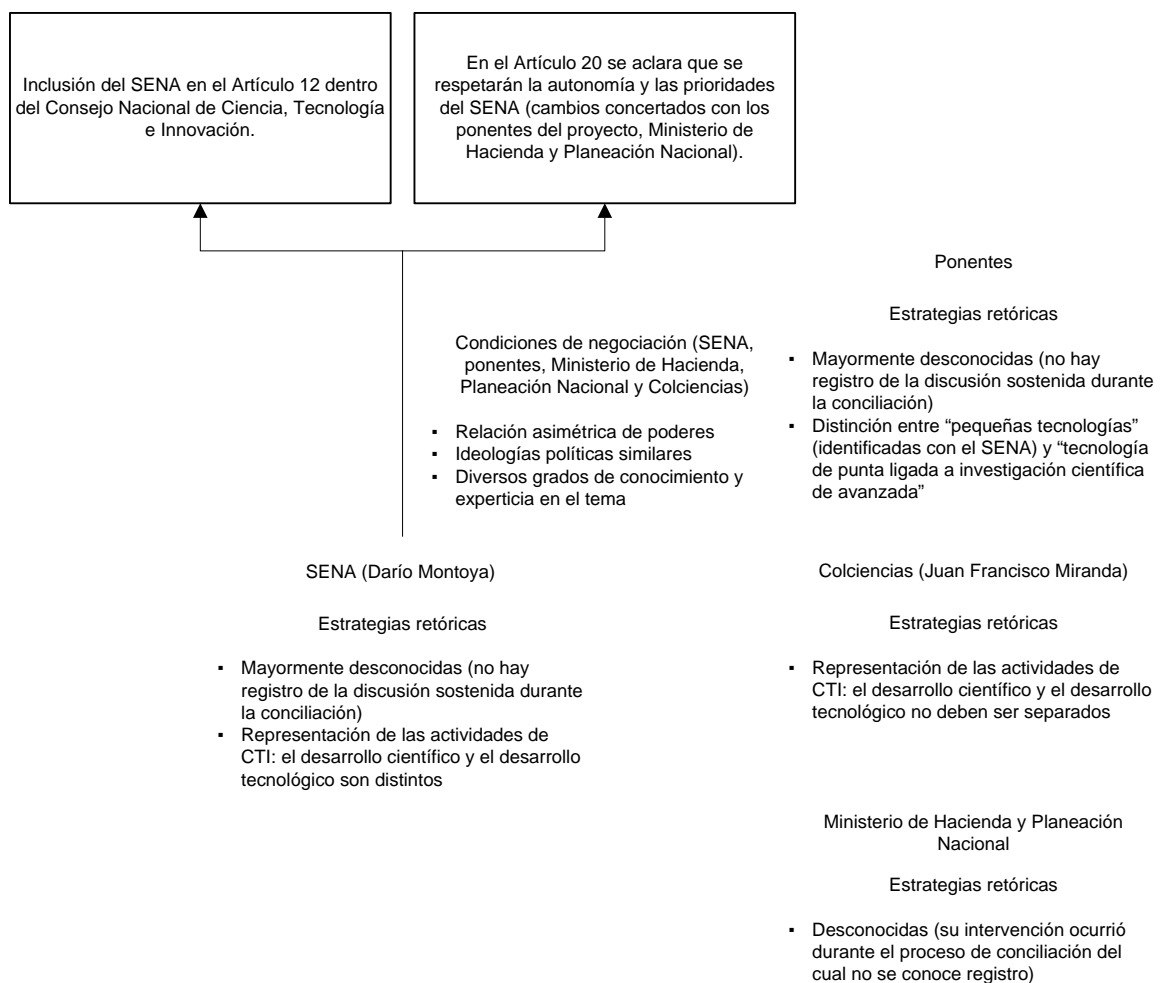 Inclusión del SENA en el Artículo 12 dentro
del Consejo Nacional de Ciencia, Tecnología
e Innovación.
En el Artículo 20 se aclara que se
respetarán la autonomía y las prioridades
del SENA (cambios concertados con los
ponentes del proyecto, Ministerio de
Hacienda y Planeación Nacional).
Condiciones de negociación (SENA,
ponentes, Ministerio de Hacienda,
Planeación Nacional y Colciencias)
▪ Relación asimétrica de poderes
▪ Ideologías políticas similares
▪ Diversos grados de conocimiento y
experticia en el tema
Ponentes
Estrategias retóricas
▪ Mayormente desconocidas (no hay
registro de la discusión sostenida durante
la conciliación)
▪ Distinción entre “pequeñas tecnologías”
(identificadas con el SENA) y “tecnología
de punta ligada a investigación científica
de avanzada”
SENA (Darío Montoya)
Estrategias retóricas
▪ Mayormente desconocidas (no hay
registro de la discusión sostenida durante
la conciliación)
▪ Representación de las actividades de
CTI: el desarrollo científico y el desarrollo
tecnológico son distintos
Colciencias (Juan Francisco Miranda)
Estrategias retóricas
▪ Representación de las actividades de
CTI: el desarrollo científico y el desarrollo
tecnológico no deben ser separados
Ministerio de Hacienda y Planeación
Nacional
Estrategias retóricas
▪ Desconocidas (su intervención ocurrió
durante el proceso de conciliación del
cual no se conoce registro)